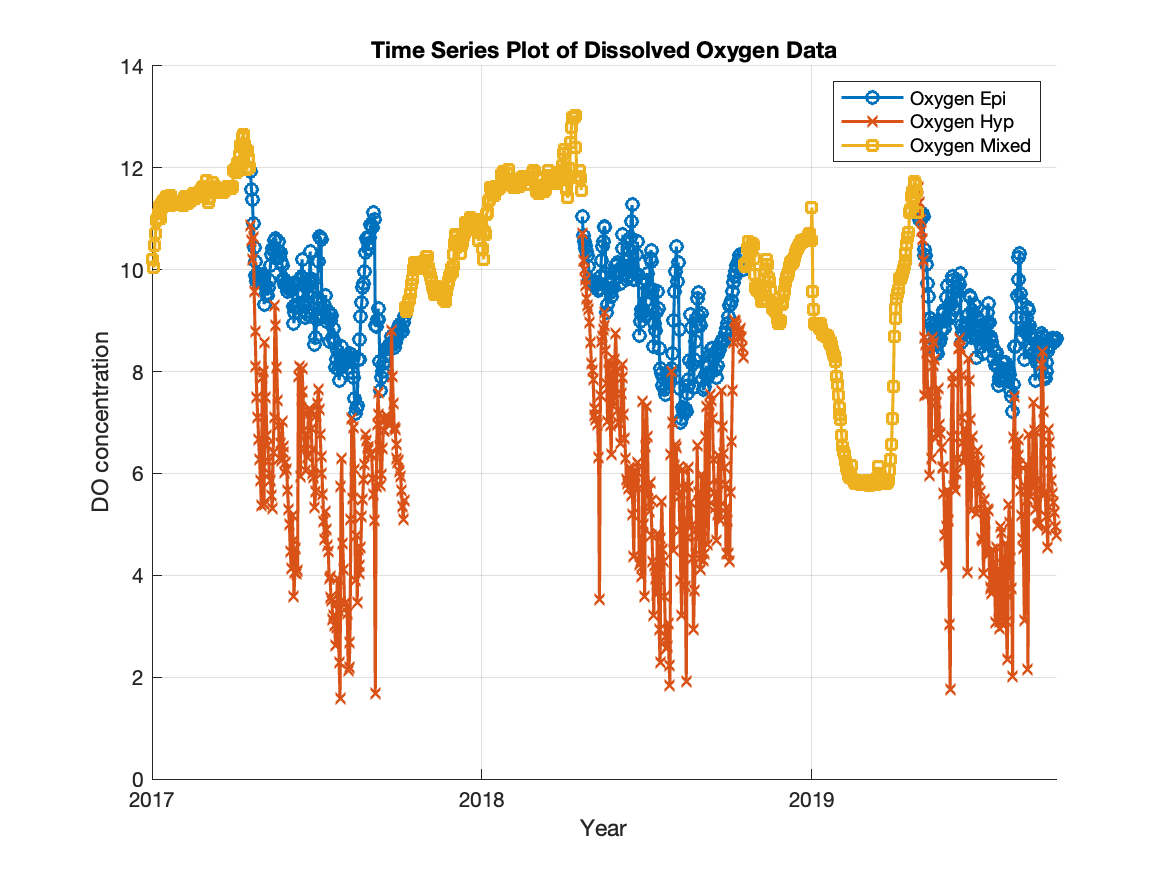 Time Series Plot of Dissolved Oxygen Data
14
12
10
8
6
4
2
0
DO concentration
Oxygen Epi
Oxygen Hyp
Oxygen Mixed
2017
2018
2019
Year